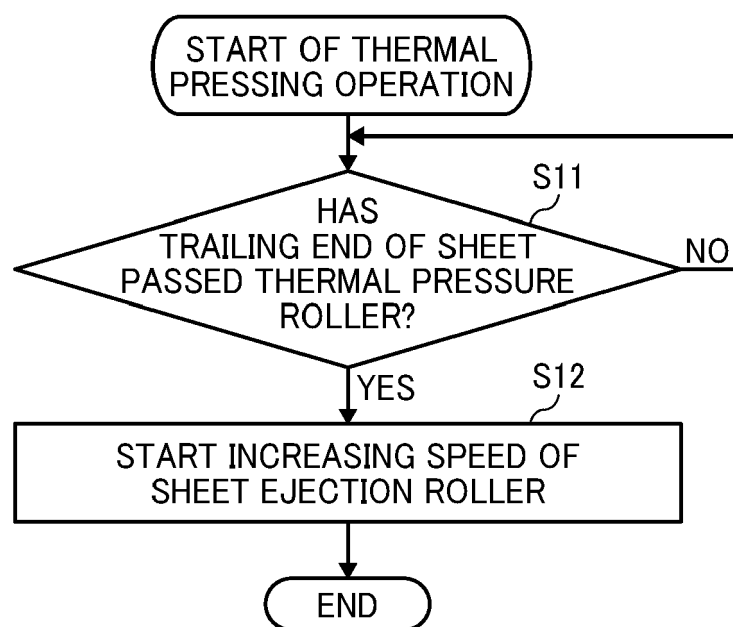 START OF THERMAL
PRESSING OPERATION
S11
HAS
TRAILING END OF SHEET
PASSED THERMAL PRESSURE
ROLLER?
NO
YES
S12
START INCREASING SPEED OF
SHEET EJECTION ROLLER
END